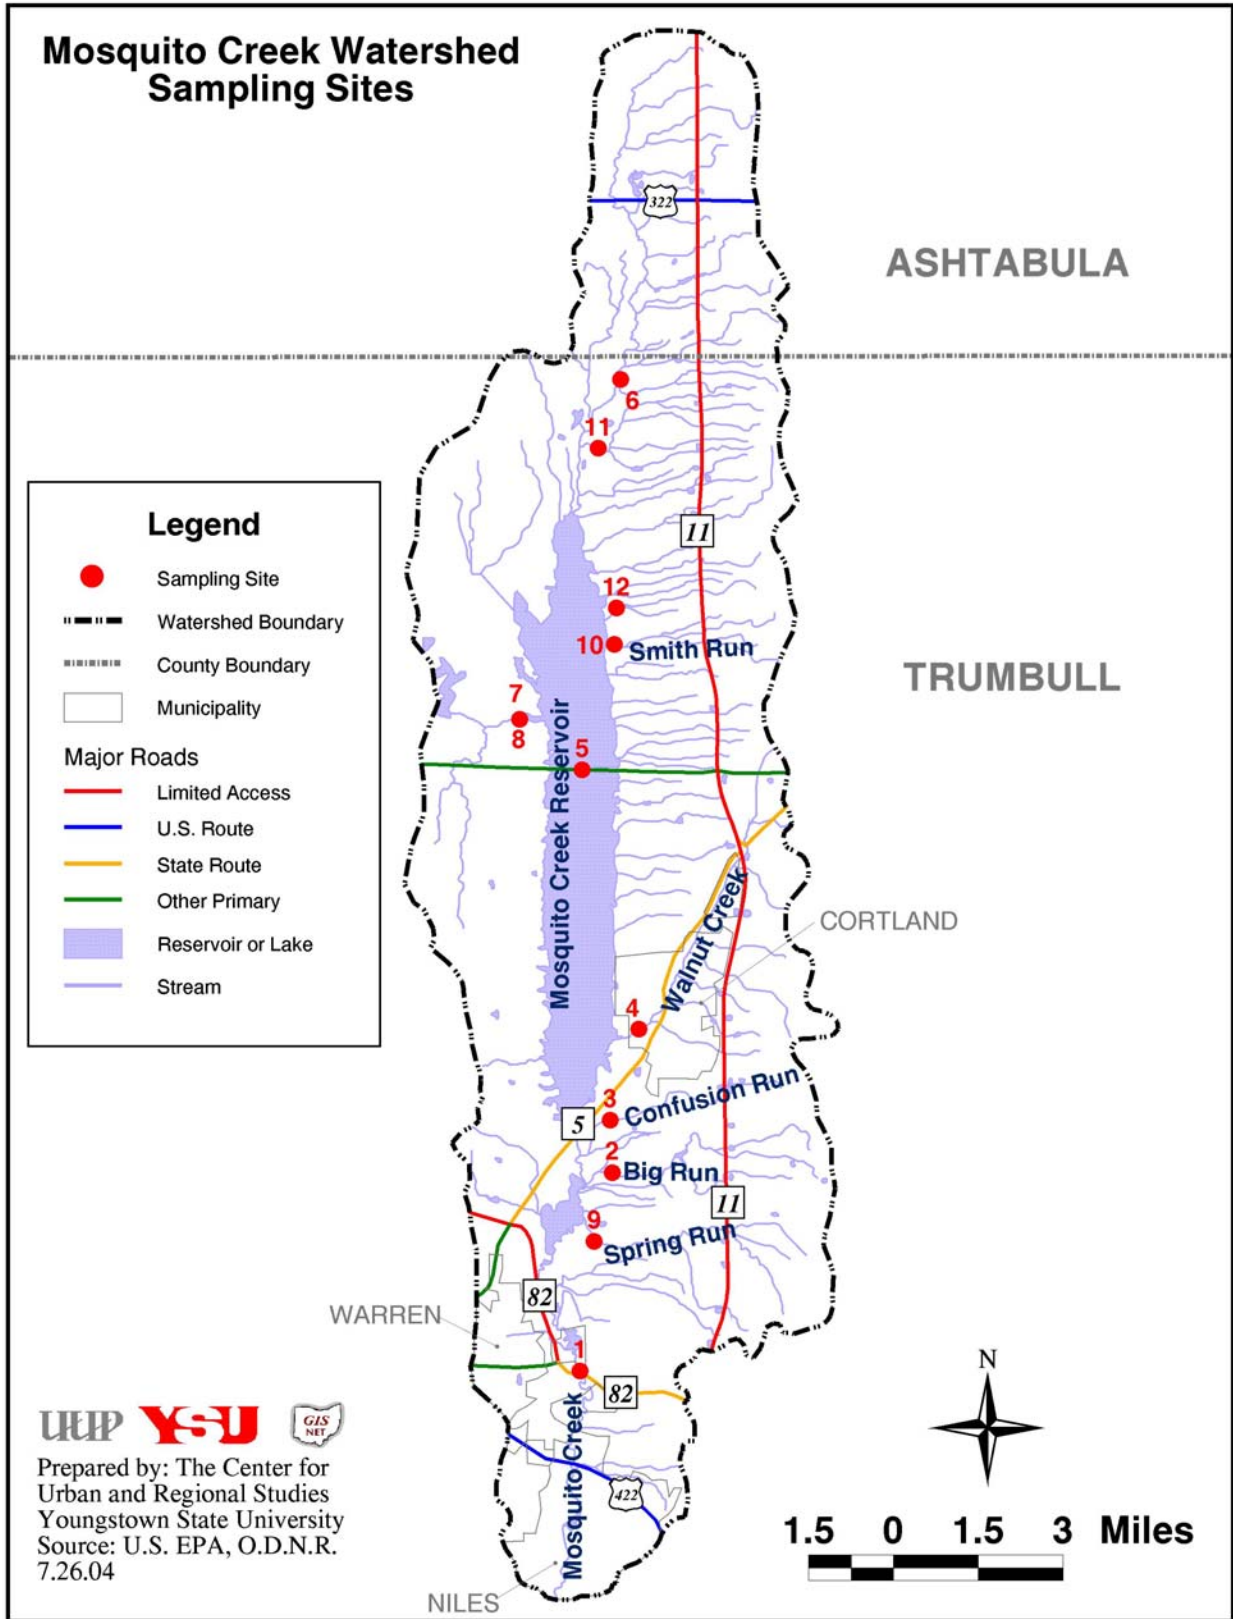 Mosquito Creek Watershed
Sampling Sites
322
ASHTABULA
6
11
11
12
10
Smith Run
TRUMBULL
7
8
5
Mosquito Creek Reservoir
Walnut Creek
CORTLAND
4
3
Confusion Run
5
2
Big Run
11
9
Spring Run
82
WARREN
1
82
Mosquito Creek
422
NILES
Legend
Sampling Site
Watershed Boundary
County Boundary
Municipality
Major Roads
Limited Access
U.S. Route
State Route
Other Primary
Reservoir or Lake
Stream
YSU
GIS
NET
Prepared by: The Center for
Urban and Regional Studies
Youngstown State University
Source: U.S. EPA, O.D.N.R.
7.26.04
N
1.5 0 1.5 3 Miles